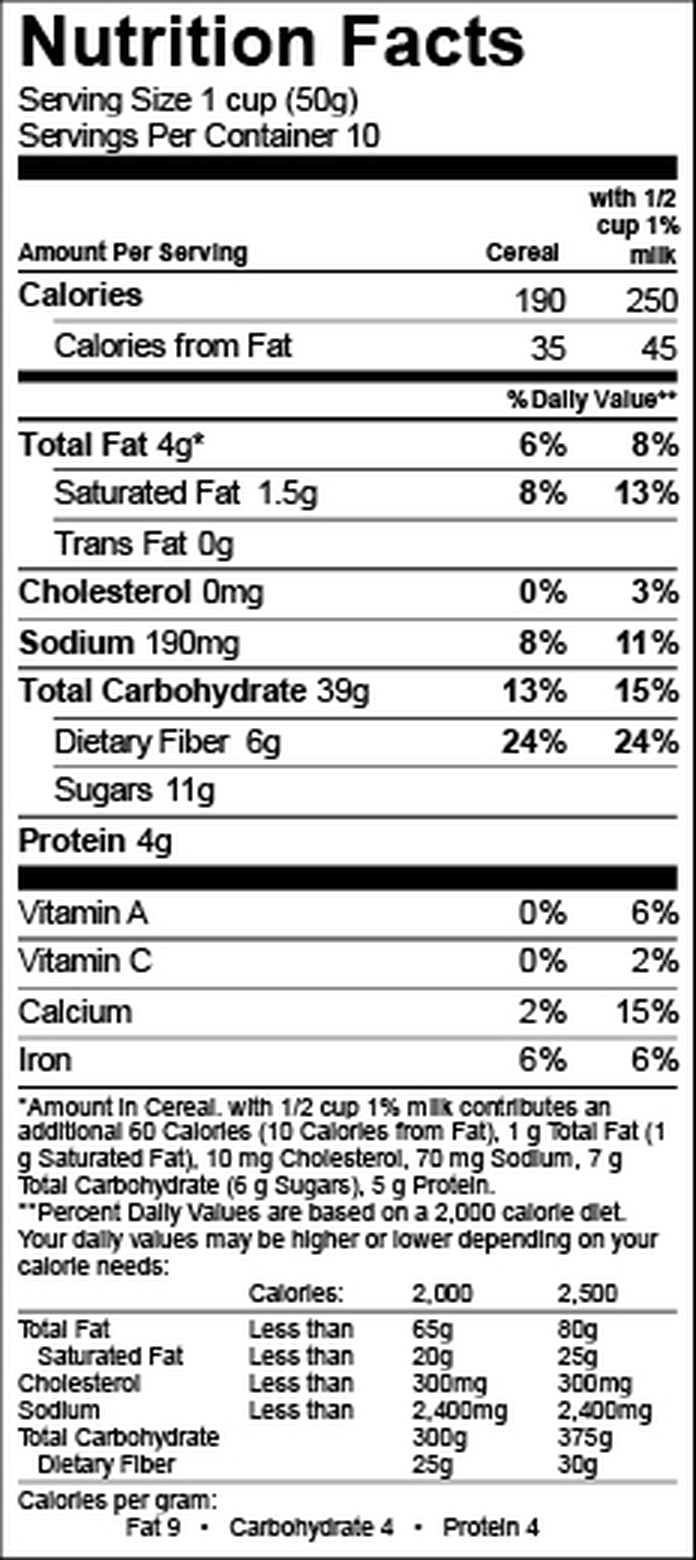 Nutrition Facts
Serving Size 1 cup (50g)
Servings Per Container 10
with 1/2
cup 1%
Amount Per Serving Cereal milk
Calories 190 250
Calories from Fat 35 45
% Daily Value**
Total Fat 4g* 6% 8%
Saturated Fat 1.5g 8% 13%
Trans Fat 0g
Cholesterol 0mg 0% 3%
Sodium 190mg 8% 11%
Total Carbohydrate 39g 13% 15%
Dietary Fiber 6g 24% 24%
Sugars 11g
Protein 4g
Vitamin A 0% 6%
Vitamin C 0% 2%
Calcium 2% 15%
Iron 6% 6%
*Amount in Cereal. with 1/2 cup 1% milk contributes an
additional 60 Calories (10 Calories from Fat), 1 g Total Fat (1
g Saturated Fat), 10 mg Cholesterol, 70 mg Sodium, 7 g
Total Carbohydrate (6 g Sugars), 5 g Protein.
**Percent Daily Values are based on a 2,000 calorie diet.
Your daily values may be higher or lower depending on your
calorie needs:
Calories: 2,000 2,500
Total Fat Less than 65g 80g
Saturated Fat Less than 20g 25g
Cholesterol Less than 300mg 300mg
Sodium Less than 2,400mg 2,400mg
Total Carbohydrate 300g 375g
Dietary Fiber 25g 30g
Calories per gram:
Fat 9 • Carbohydrate 4 • Protein 4